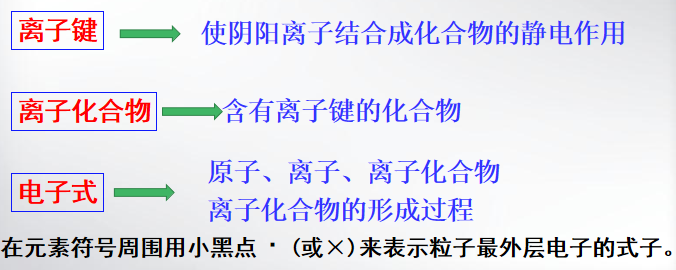 离子键 使阴阳离子结合成化合物的静电作用
离子化合物 含有离子键的化合物
电子式 原子、离子、离子化合物
离子化合物的形成过程
在元素符号周围用小黑点 · (或×)来表示粒子最外层电子的式子。